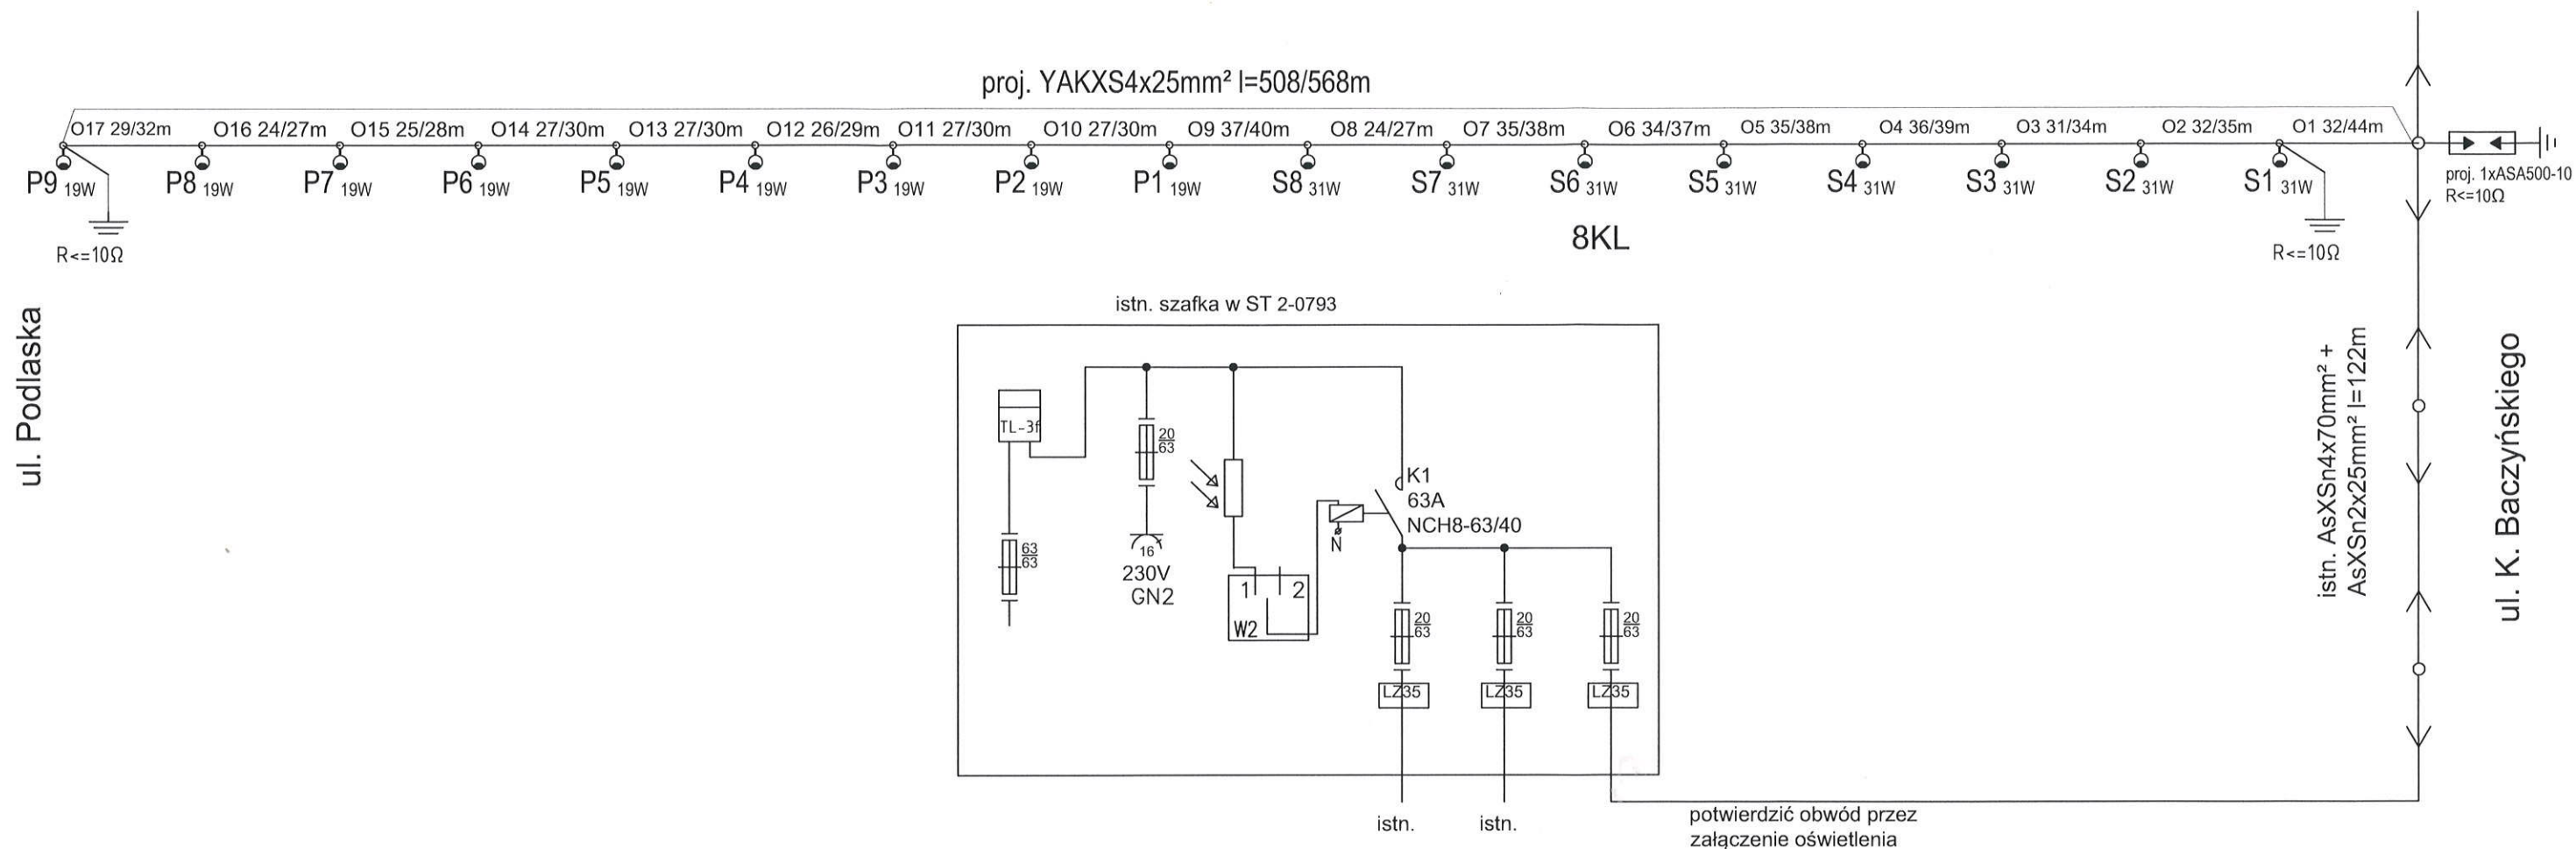 proj. YAKXS4x25mm² l=508/568m
O17 29/32m O16 24/27m O15 25/28m O14 27/30m O13 27/30m O12 26/29m O11 27/30m O10 27/30m O9 37/40m O8 24/27m O7 35/38m O6 34/37m O5 35/38m O4 36/39m O3 31/34m O2 32/35m O1 32/44m
P9 19W P8 19W P7 19W P6 19W P5 19W P4 19W P3 19W P2 19W P1 19W S8 31W S7 31W S6 31W S5 31W S4 31W S3 31W S2 31W S1 31W
proj. 1xASA500-10
R<=10Ω
R<=10Ω
8KL
R<=10Ω
ul. Podlaska
istn. szafka w ST 2-0793
TL-3f
63
63
20
63
16
230V
GN2
1 2
W2
N
K1
63A
NCH8-63/40
20
63
20
63
20
63
LZ35 LZ35 LZ35
istn. istn.
potwierdzić obwód przez
załączenie oświetlenia
istn. AsXSn4x70mm² +
AsXSn2x25mm² l=122m
ul. K. Baczyńskiego